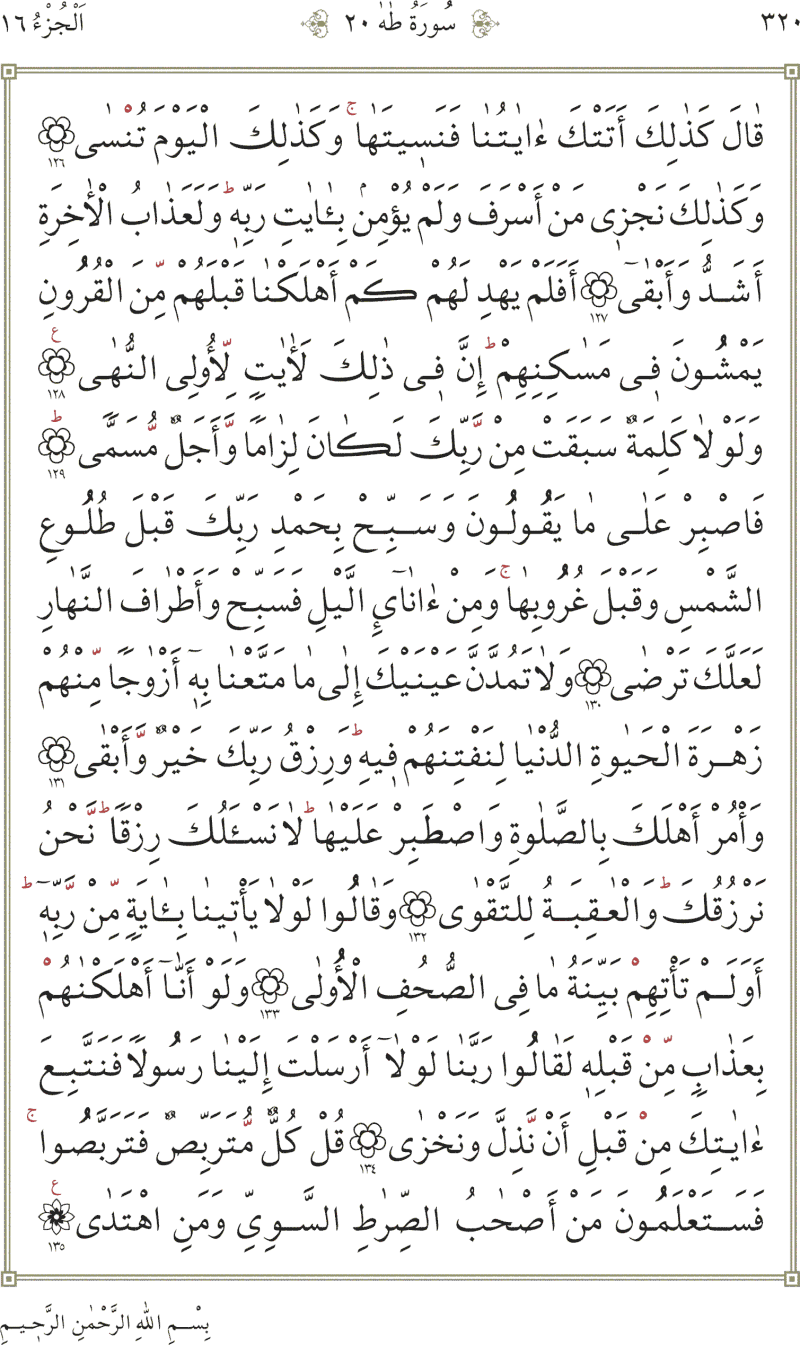 ٣٢٠ سُورَةُ طٰهٰ ٢٠ اَلْجُزْءُ ١٦
قٰالَ كَذٰلِكَ أَتَتْكَ ءٰايٰتُنٰا فَنَسٖيتَهٰاۚ وَكَذٰلِكَ الْيَوْمَ تُنْسٰى ١٢٦
وَكَذٰلِكَ نَجْزٖى مَنْ أَسْرَفَ وَلَمْ يُؤْمِنْ بِـَٔايٰاتِ رَبِّهٖؕ وَلَعَذٰابُ الْأٰخِرَةِ
أَشَدُّ وَأَبْقٰىٓ ١٢٧ أَفَلَمْ يَهْدِ لَهُمْ كَمْ أَهْلَكْنٰا قَبْلَهُمْ مِّنَ الْقُرُونِ
يَمْشُونَ فٖى مَسٰكِنِهِمْؕ إِنَّ فٖى ذٰلِكَ لَأٰيٰتٍ لِّأُولِى النُّهٰى ١٢٨ ع
وَلَوْلٰا كَلِمَةٌ سَبَقَتْ مِنْ رَّبِّكَ لَكٰانَ لِزٰامًا وَّأَجَلٌ مُّسَمًّى ١٢٩ ط
فَاصْبِرْ عَلٰى مٰا يَقُولُونَ وَسَبِّحْ بِحَمْدِ رَبِّكَ قَبْلَ طُلُوعِ
الشَّمْسِ وَقَبْلَ غُرُوبِهٰاۚ وَمِنْ ءٰانٰآئِ الَّيْلِ فَسَبِّحْ وَأَطْرٰافَ النَّهٰارِ
لَعَلَّكَ تَرْضٰى ١٣٠ وَلٰا تَمُدَّنَّ عَيْنَيْكَ إِلٰى مٰا مَتَّعْنٰا بِهٖٓ أَزْوٰجًا مِّنْهُمْ
زَهْرَةَ الْحَيٰوةِ الدُّنْيٰا لِنَفْتِنَهُمْ فٖيهِؕ وَرِزْقُ رَبِّكَ خَيْرٌ وَّأَبْقٰى ١٣١
وَأْمُرْ أَهْلَكَ بِالصَّلٰوةِ وَاصْطَبِرْ عَلَيْهٰاؕ لٰا نَسْـَٔلُكَ رِزْقًاؕ نَّحْنُ
نَرْزُقُكَؕ وَالْعٰقِبَةُ لِلتَّقْوٰى ١٣٢ وَقٰالُوا لَوْلٰا يَأْتٖينٰا بِـَٔايَةٍ مِّنْ رَّبِّهٖٓؕ
أَوَلَمْ تَأْتِهِمْ بَيِّنَةُ مٰا فِى الصُّحُفِ الْأُولٰى ١٣٣ وَلَوْ أَنّٰآ أَهْلَكْنٰهُمْ
بِعَذٰابٍ مِّنْ قَبْلِهٖ لَقٰالُوا رَبَّنٰا لَوْلٰآ أَرْسَلْتَ إِلَيْنٰا رَسُولًا فَنَتَّبِعَ
ءٰايٰتِكَ مِنْ قَبْلِ أَنْ نَّذِلَّ وَنَخْزٰى ١٣٤ قُلْ كُلٌّ مُّتَرَبِّصٌ فَتَرَبَّصُواۚ
فَسَتَعْلَمُونَ مَنْ أَصْحٰبُ الصِّرٰطِ السَّوِيِّ وَمَنِ اهْتَدٰى ١٣٥ ع
بِسْمِ اللّٰهِ الرَّحْمٰنِ الرَّحٖيمِ